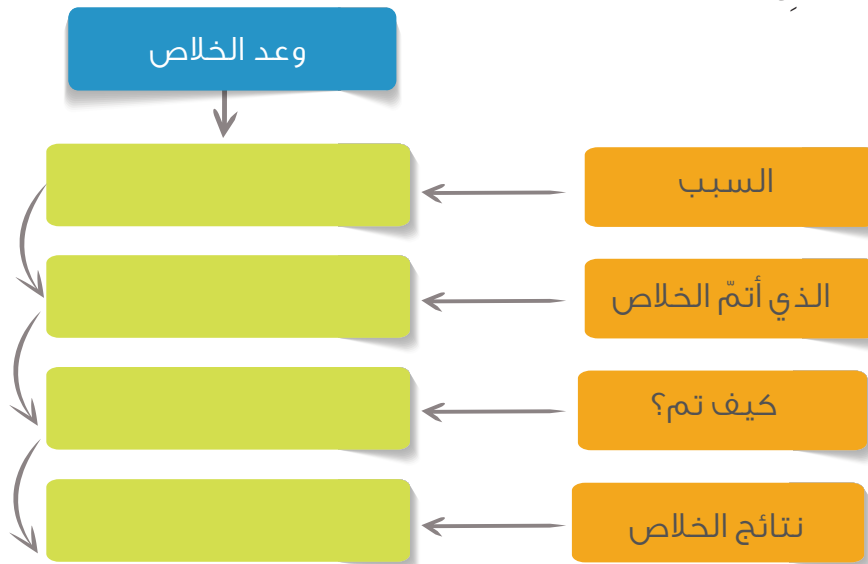 وعد الخلاص
السبب
الذي أتمّ الخلاص
كيف تم؟
نتائج الخلاص